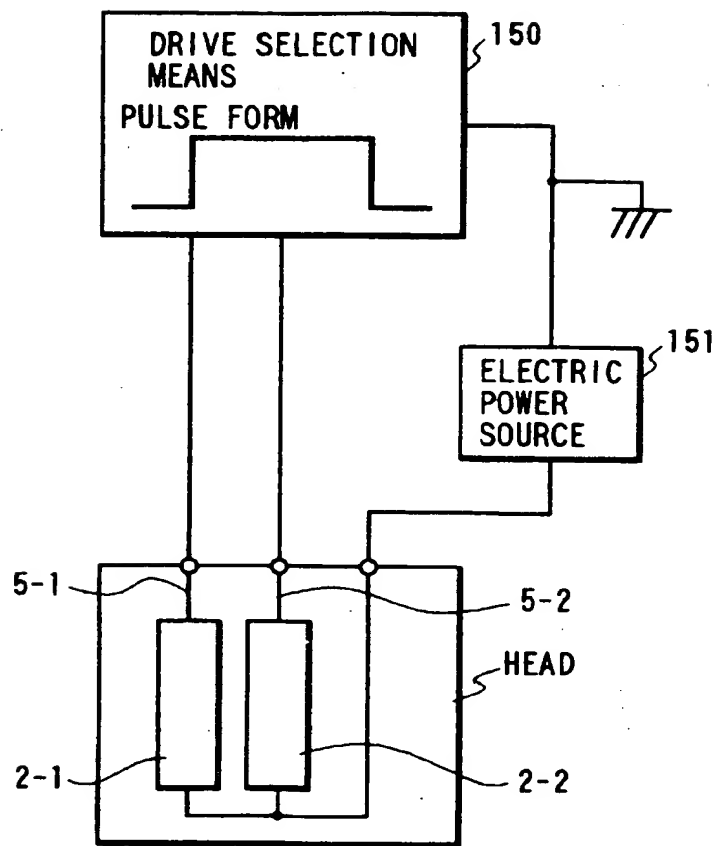 DRIVE SELECTION
MEANS
PULSE FORM
150
151
ELECTRIC
POWER
SOURCE
5-1
5-2
HEAD
2-1
2-2